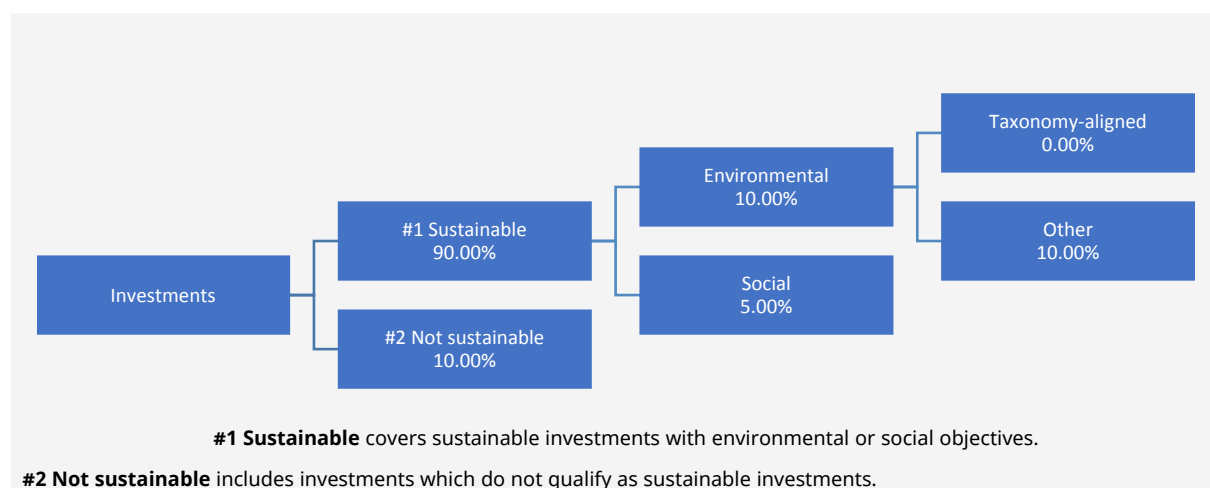 Investments
#1 Sustainable
90.00%
#2 Not sustainable
10.00%
Environmental
10.00%
Social
5.00%
Taxonomy-aligned
0.00%
Other
10.00%
#1 Sustainable covers sustainable investments with environmental or social objectives.
#2 Not sustainable includes investments which do not qualify as sustainable investments.